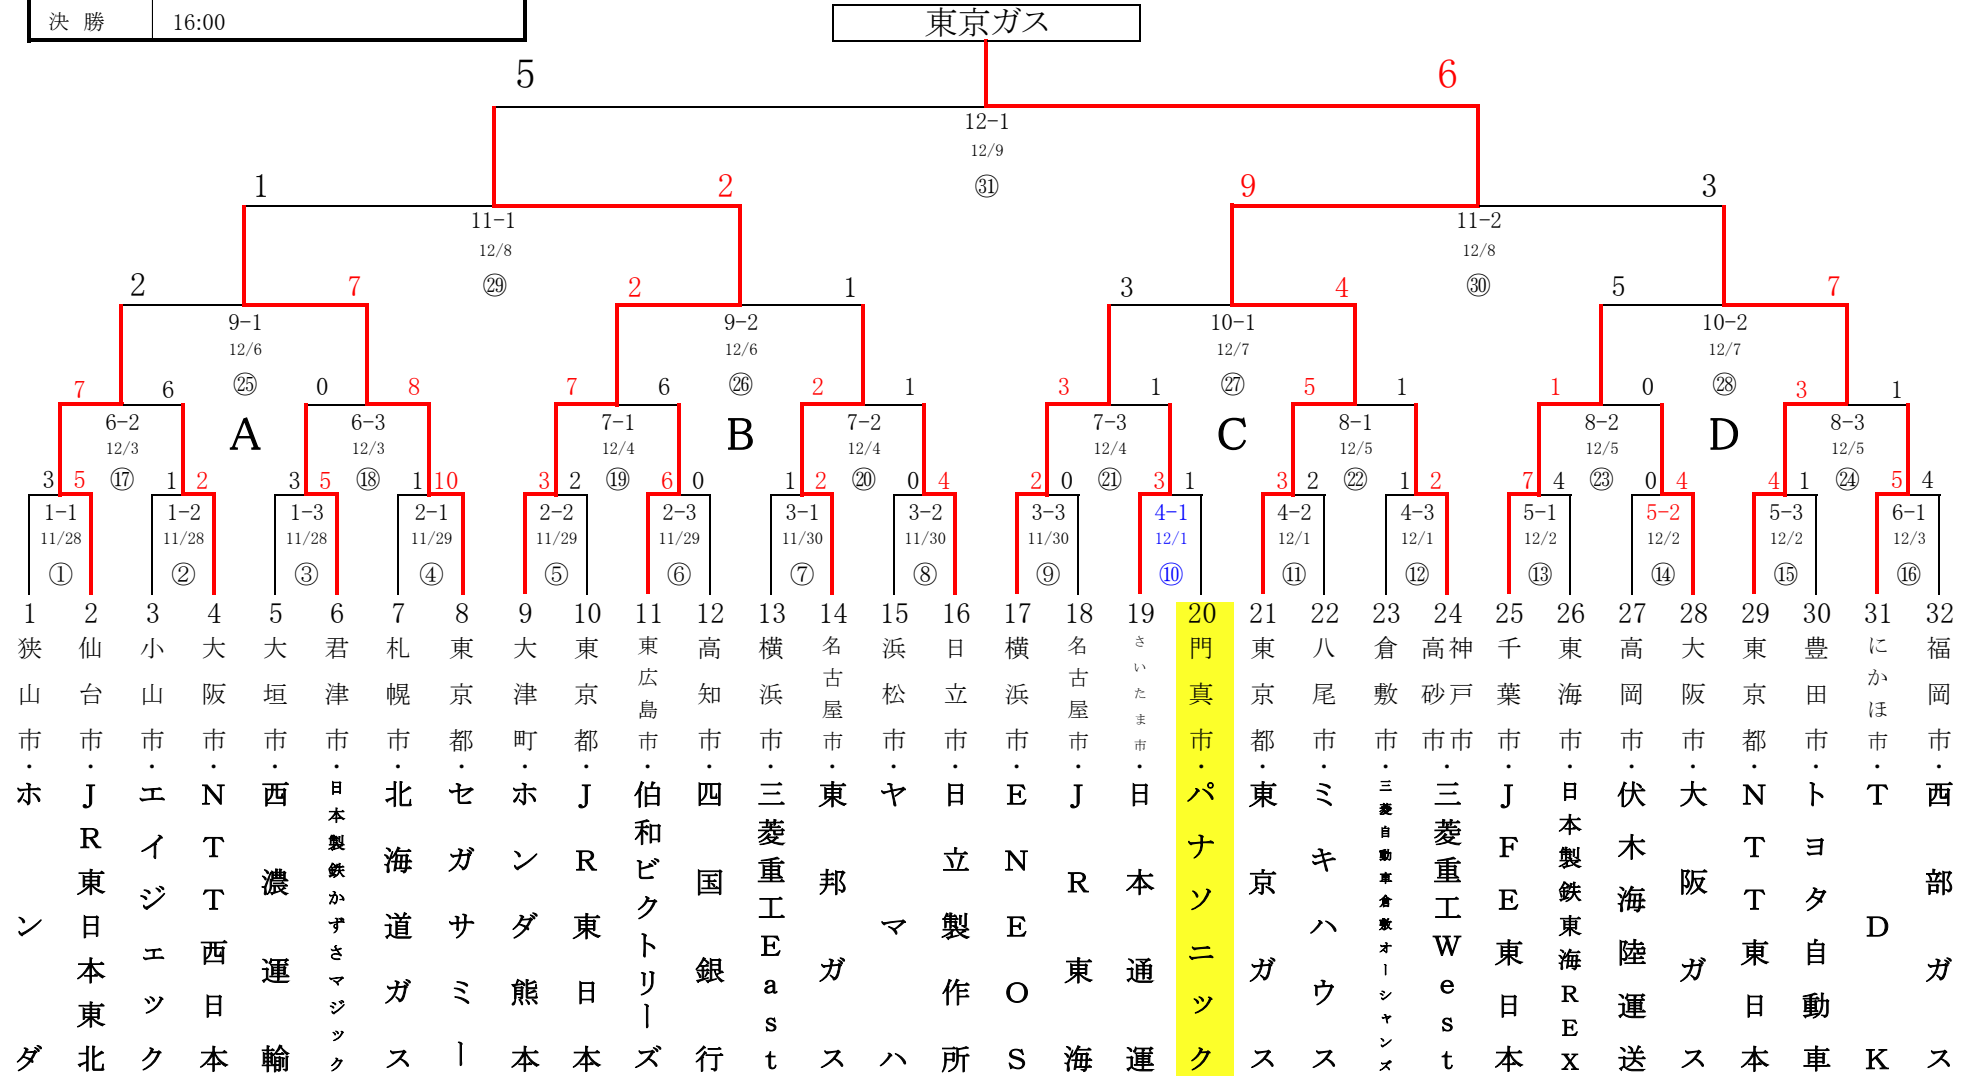 決 勝 16:00
東京ガス
5 6
12-1
12/9
㉛
1 2 9 3
11-1 11-2
12/8 12/8
㉙ ㉚
2 7 2 1 3 4 5 7
9-1 9-2 10-1 10-2
12/6 12/6 12/7 12/7
㉕ ㉖ ㉗ ㉘
7 6 0 8 7 6 2 1 3 1 5 1 1 0 3 1
6-2 6-3 7-1 7-2 7-3 8-1 8-2 8-3
A B C D
12/3 12/3 12/4 12/4 12/4 12/5 12/5 12/5
⑰ ⑱ ⑲ ⑳ ㉑ ㉒ ㉓ ㉔
3 5 1 2 3 5 1 10 3 2 6 0 1 2 0 4 2 0 3 1 3 2 1 2 7 4 0 4 4 1 5 4
1-1 1-2 1-3 2-1 2-2 2-3 3-1 3-2 3-3 4-1 4-2 4-3 5-1 5-2 5-3 6-1
11/28 11/28 11/28 11/29 11/29 11/29 11/30 11/30 11/30 12/1 12/1 12/1 12/2 12/2 12/2 12/3
① ② ③ ④ ⑤ ⑥ ⑦ ⑧ ⑨ ⑩ ⑪ ⑫ ⑬ ⑭ ⑮ ⑯
1 狭山市・ホンダ
2 仙台市・JR東日本東北
3 小山市・エイジェック
4 大阪市・NTT西日本
5 大垣市・西濃運輸
6 君津市・日本製鉄かずさマジック
7 札幌市・北海道ガス
8 東京都・セガサミー
9 大津町・ホンダ熊本
10 東京都・JR東日本
11 東広島市・伯和ビクトリーズ
12 高知市・四国銀行
13 横浜市・三菱重工East
14 名古屋市・東邦ガス
15 浜松市・ヤマハ
16 日立市・日立製作所
17 横浜市・ENEOS
18 名古屋市・JR東海
19 さいたま市・日本通運
20 門真市・パナソニック
21 東京都・東京ガス
22 八尾市・ミキハウス
23 倉敷市・三菱自動車倉敷オーシャンズ
24 神戸市高砂市・三菱重工West
25 千葉市・JFE東日本
26 東海市・日本製鉄東海REX
27 高岡市・伏木海陸運送
28 大阪市・大阪ガス
29 東京都・NTT東日本
30 豊田市・トヨタ自動車
31 にかほ市・TDK
32 福岡市・西部ガス